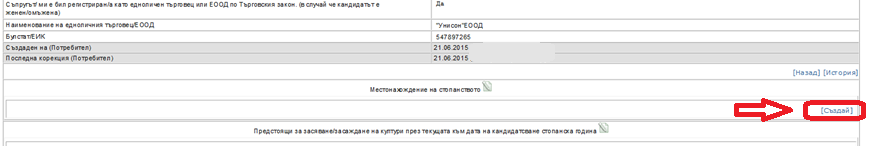 Съпругът/ми е бил регистриран/а като едноличен търговец или ЕООД по Търговския закон. (в случай че кандидатът е женен/омъжена) Да
Наименование на едноличния търговец/ЕООД "Унисон"ЕООД
Булстат/ЕИК 547897265
Създаден на (Потребител) 21.06.2015
Последна корекция (Потребител) 21.06.2015
[Назад] [История]
Местонахождение на стопанството
[Създай]
Предстоящи за засяване/засаждане на култури през текущата към дата на кандидатстване стопанска година